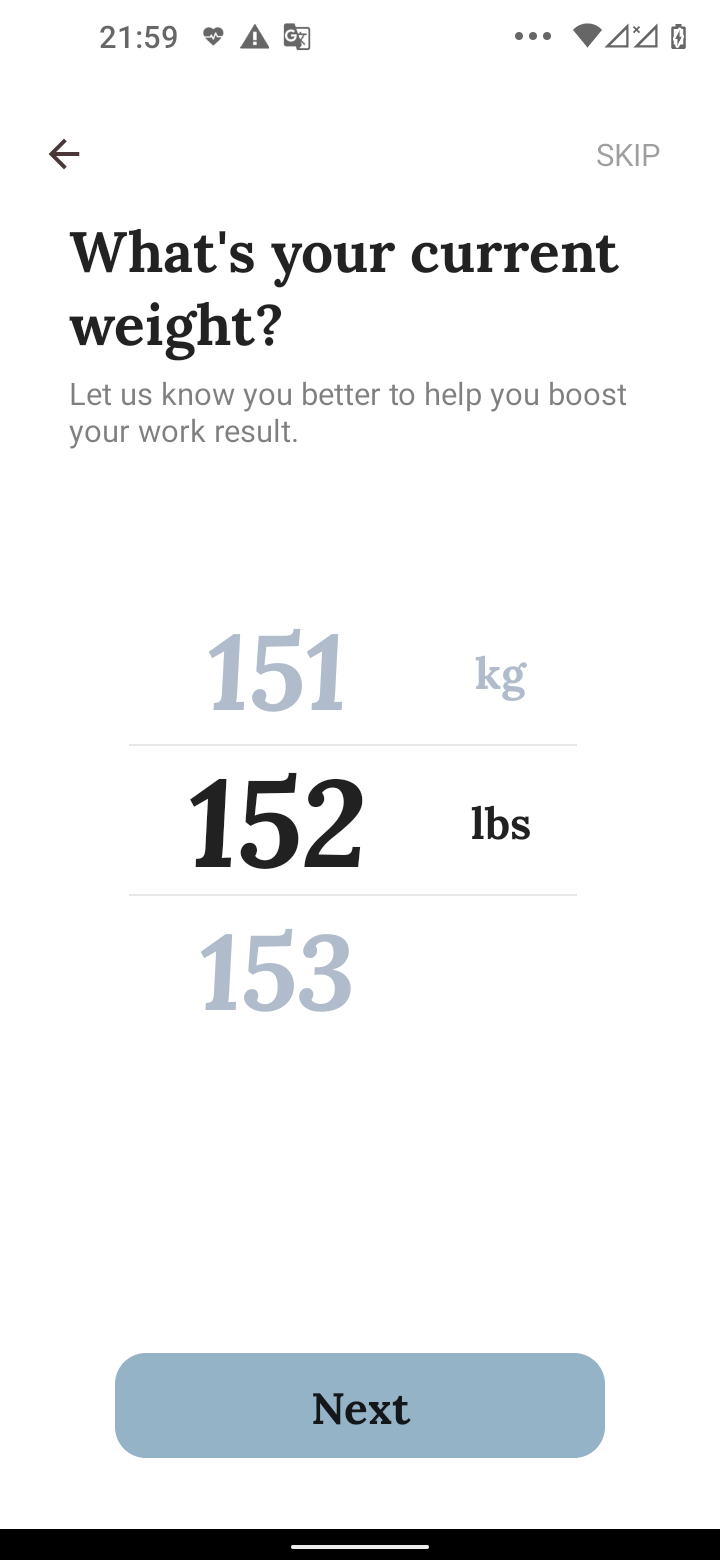 21:59
SKIP
What's your current
weight?
Let us know you better to help you boost
your work result.
151 kg
152 lbs
153
Next